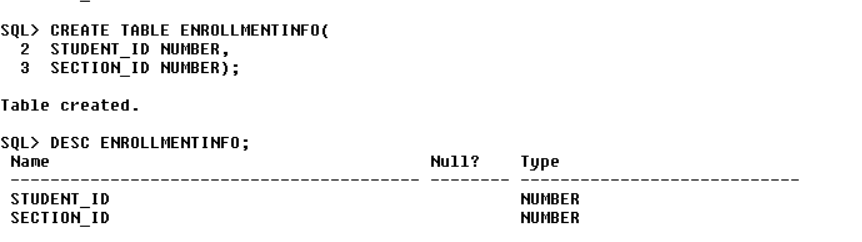 SQL> CREATE TABLE ENROLLMENTINFO(
  2  STUDENT_ID NUMBER,
  3  SECTION_ID NUMBER);
Table created.
SQL> DESC ENROLLMENTINFO;
 Name                                      Null?    Type
 ----------------------------------------- -------- ----------------------------
 STUDENT_ID                                         NUMBER
 SECTION_ID                                         NUMBER